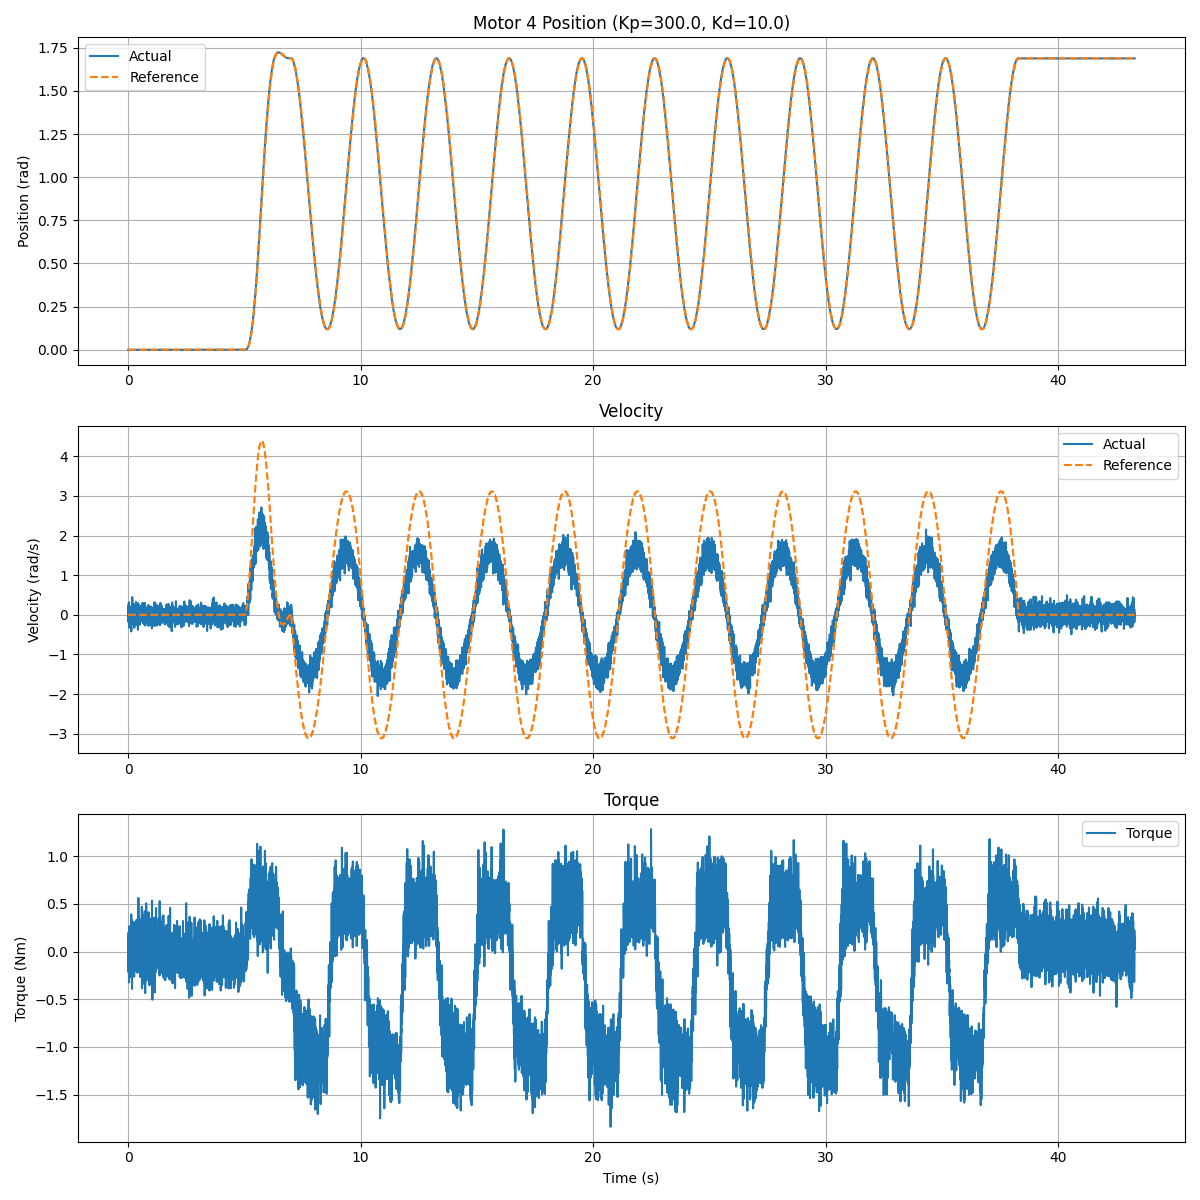 Motor 4 Position (Kp=300.0, Kd=10.0)
Actual
Reference
1.75
1.50
1.25
1.00
0.75
0.50
0.25
0.00
Position (rad)
0 10 20 30 40
Velocity
Actual
Reference
4
3
2
1
0
−1
−2
−3
Velocity (rad/s)
0 10 20 30 40
Torque
Torque
1.0
0.5
0.0
−0.5
−1.0
−1.5
Torque (Nm)
0 10 20 30 40
Time (s)